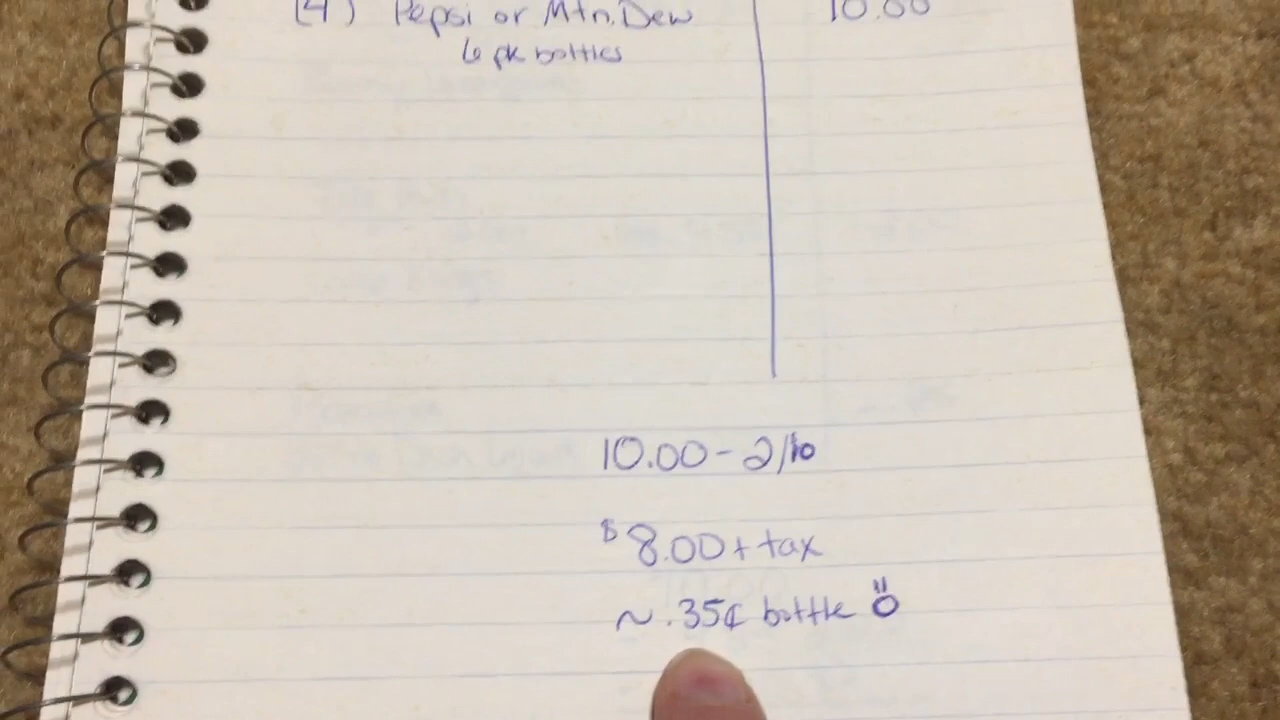 (4) Pepsi or Mtn. Dew 10.00
6 pk bottles
10.00 - 2/10
$8.00 + tax
~ .35¢ bottle